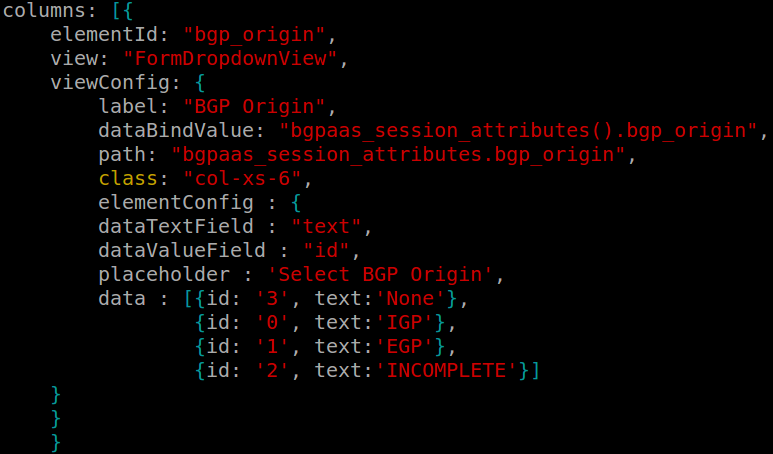 columns: [{
    elementId: "bgp_origin",
    view: "FormDropdownView",
    viewConfig: {
        label: "BGP Origin",
        dataBindValue: "bgpaas_session_attributes().bgp_origin",
        path: "bgpaas_session_attributes.bgp_origin",
        class: "col-xs-6",
        elementConfig : {
        dataTextField : "text",
        dataValueField : "id",
        placeholder : 'Select BGP Origin',
        data : [{id: '3', text:'None'},
                {id: '0', text:'IGP'},
                {id: '1', text:'EGP'},
                {id: '2', text:'INCOMPLETE'}]
    }
    }
    }